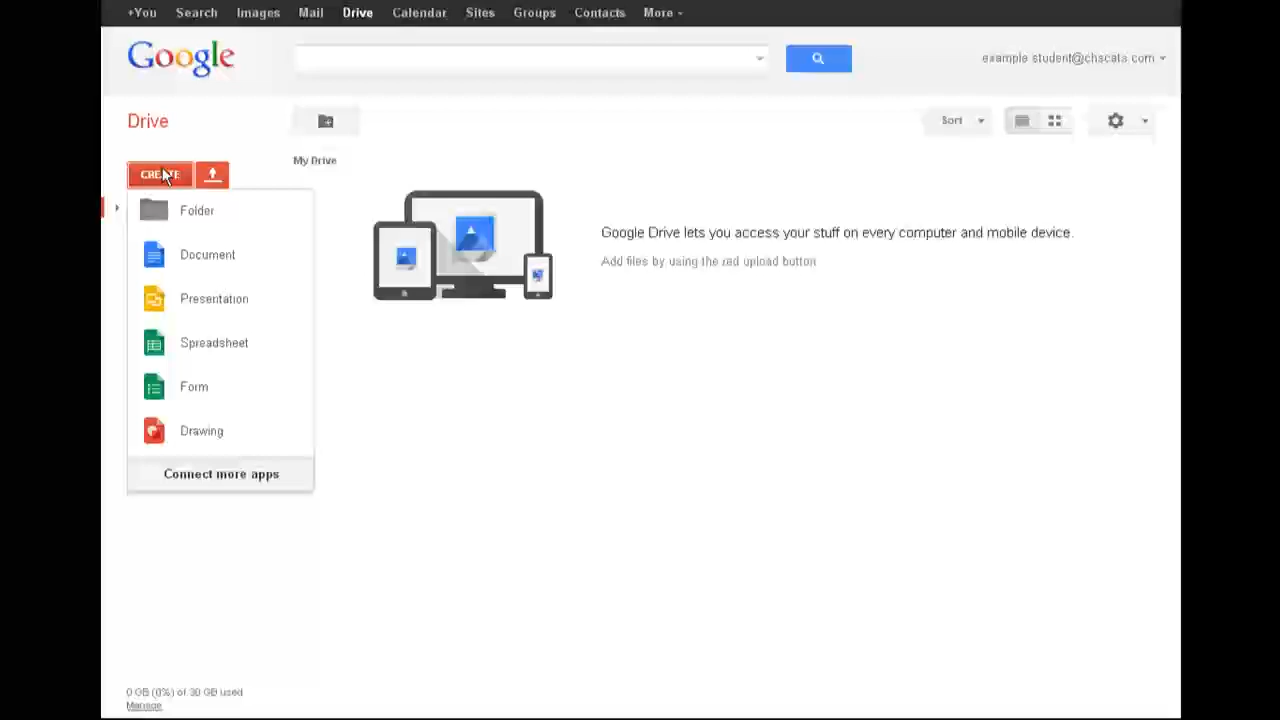 +You Search Images Mail Drive Calendar Sites Groups Contacts More
Google
example.student@chscats.com
Drive
Sort
My Drive
CREATE
Folder
Document
Presentation
Spreadsheet
Form
Drawing
Connect more apps
Google Drive lets you access your stuff on every computer and mobile device.
Add files by using the red upload button
0 GB (0%) of 30 GB used
Manage